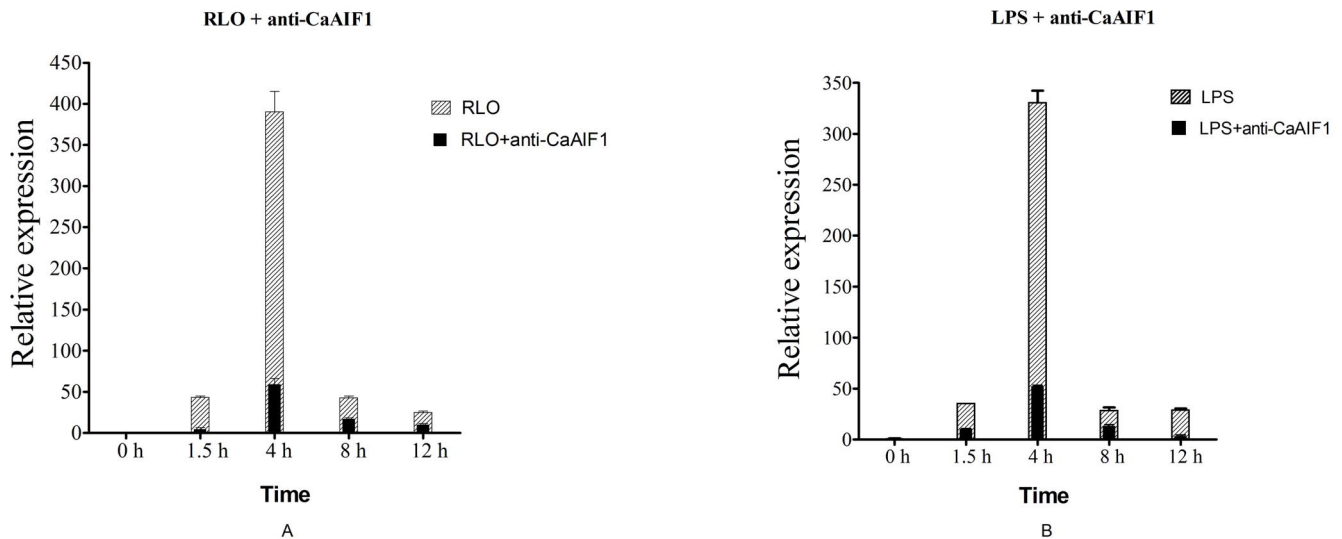 RLO + anti-CaAIF1
450
400
350
300
250
200
150
100
50
0
Relative expression
RLO
RLO+anti-CaAIF1
0 h 1.5 h 4 h 8 h 12 h
Time
A
LPS + anti-CaAIF1
350
300
250
200
150
100
50
0
Relative expression
LPS
LPS+anti-CaAIF1
0 h 1.5 h 4 h 8 h 12 h
Time
B